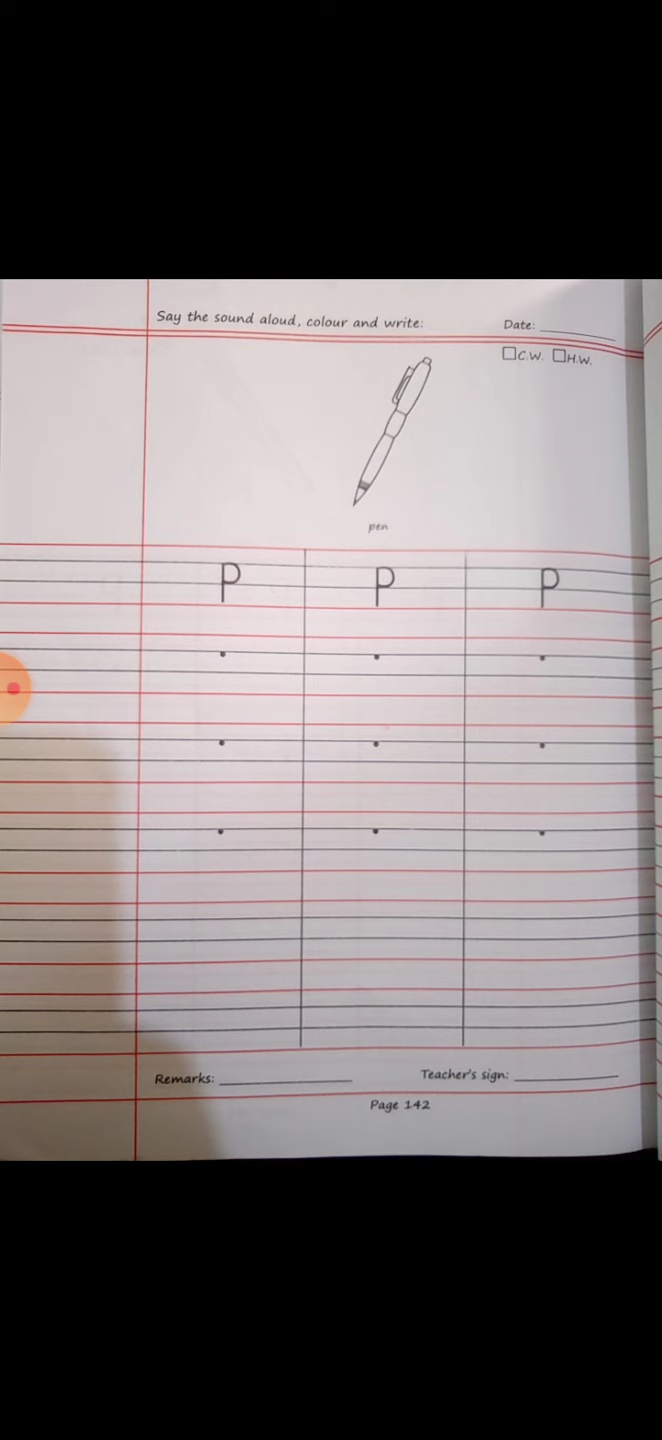 Say the sound aloud, colour and write:
Date:
C.W. H.W.
pen
p p p
Remarks:
Teacher's sign:
Page 142